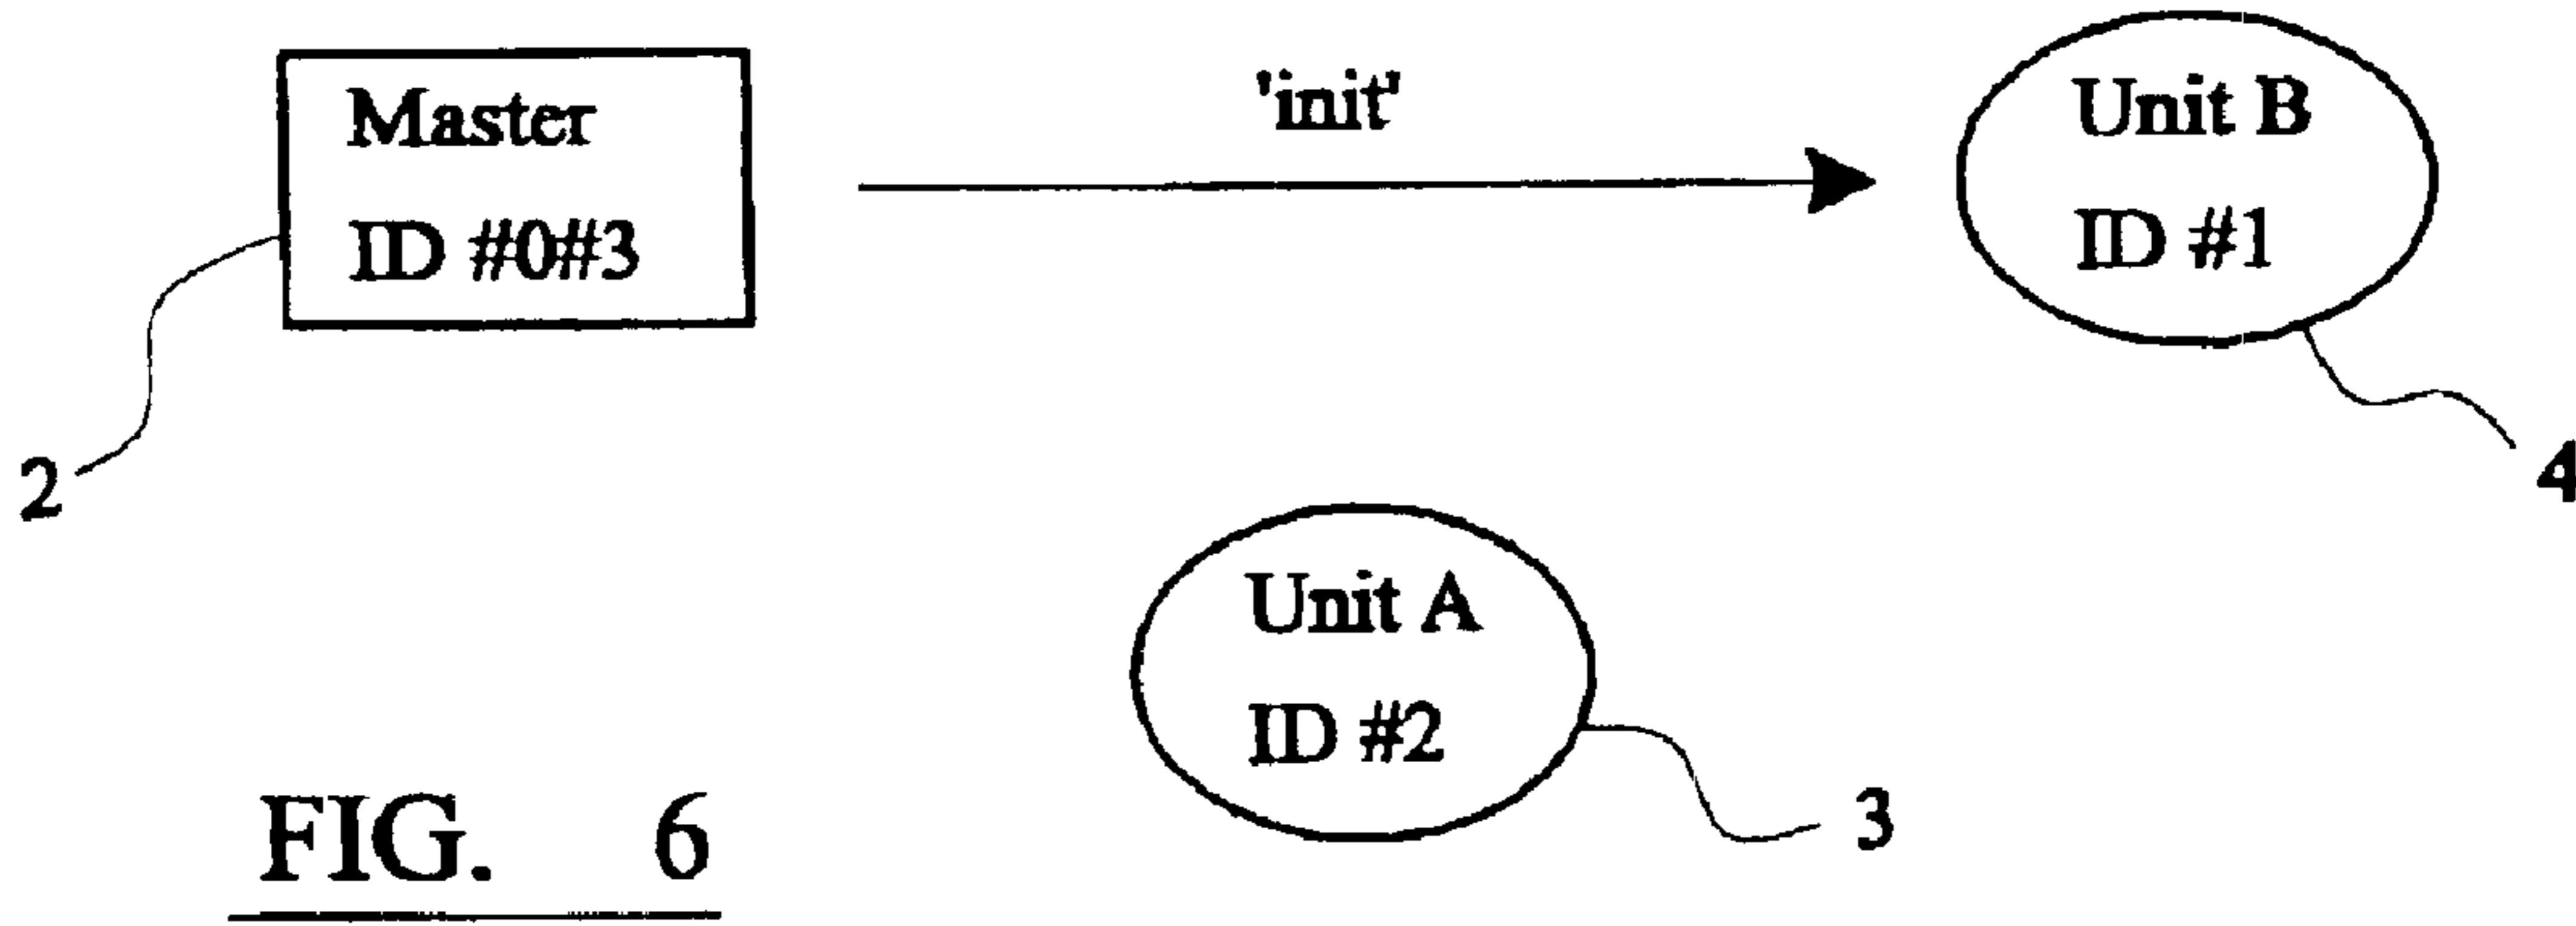 Master
ID #0#3
'init'
Unit B
ID #1
2
4
Unit A
ID #2
3
FIG. 6